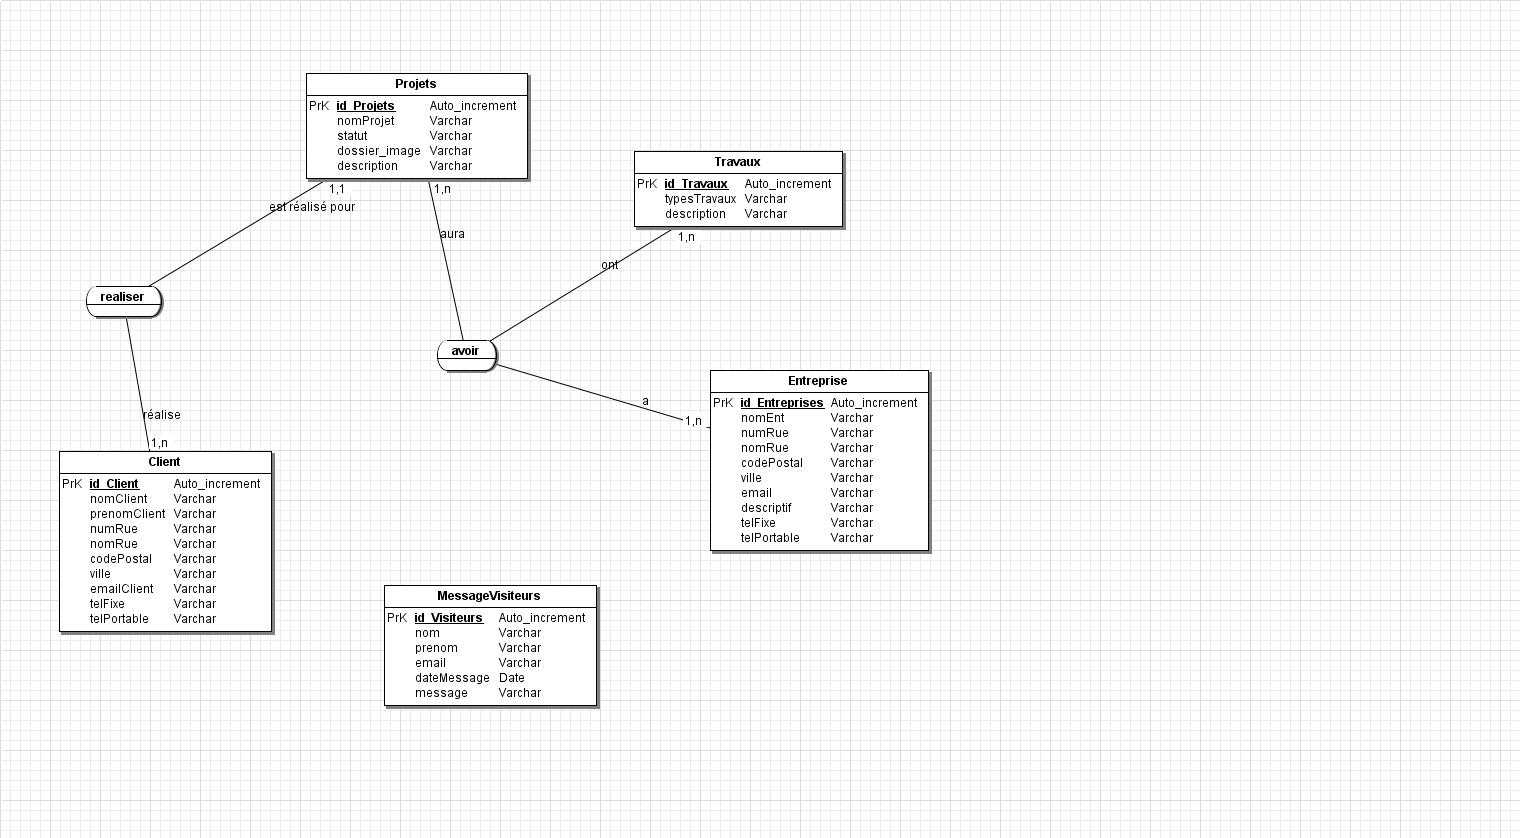 Projets
PrK id_Projets Auto_increment
nomProjet Varchar
statut Varchar
dossier_image Varchar
description Varchar
1,1
1,n
est réalisé pour
aura
Travaux
PrK id_Travaux Auto_increment
typesTravaux Varchar
description Varchar
1,n
ont
realiser
avoir
a
1,n
réalise
1,n
Entreprise
PrK id_Entreprises Auto_increment
nomEnt Varchar
numRue Varchar
nomRue Varchar
codePostal Varchar
ville Varchar
email Varchar
descriptif Varchar
telFixe Varchar
telPortable Varchar
Client
PrK id_Client Auto_increment
nomClient Varchar
prenomClient Varchar
numRue Varchar
nomRue Varchar
codePostal Varchar
ville Varchar
emailClient Varchar
telFixe Varchar
telPortable Varchar
MessageVisiteurs
PrK id_Visiteurs Auto_increment
nom Varchar
prenom Varchar
email Varchar
dateMessage Date
message Varchar